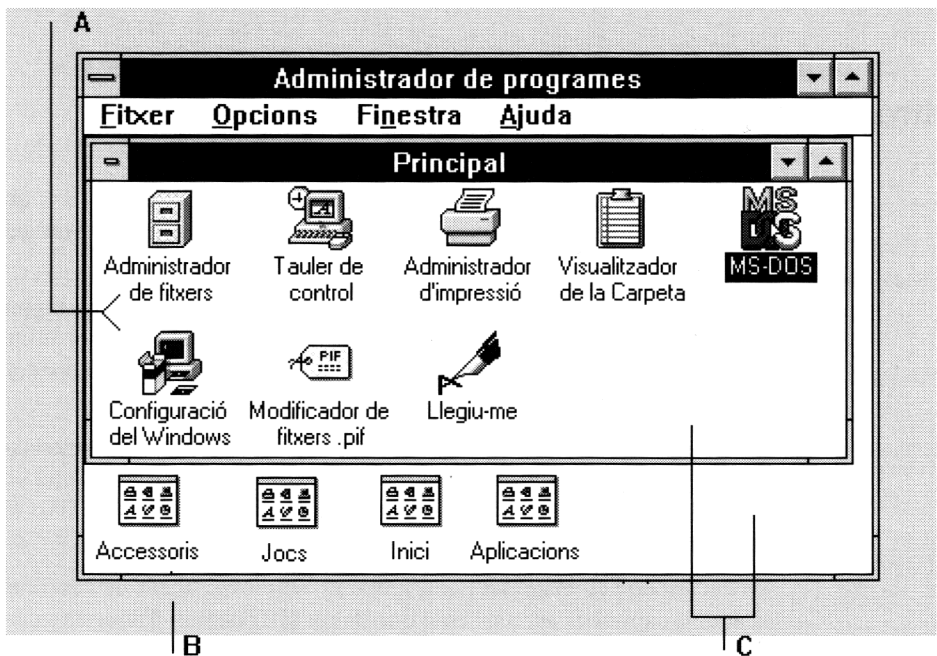 A
Administrador de programes
Fitxer Opcions Finestra Ajuda
Principal
MS
DOS
Administrador
de fitxers
Tauler de
control
Administrador
d'impressió
Visualitzador
de la Carpeta
MS-DOS
PIF
Configuració
del Windows
Modificador de
fitxers .pif
Llegiu-me
Accessoris
Jocs
Inici
Aplicacions
B
C